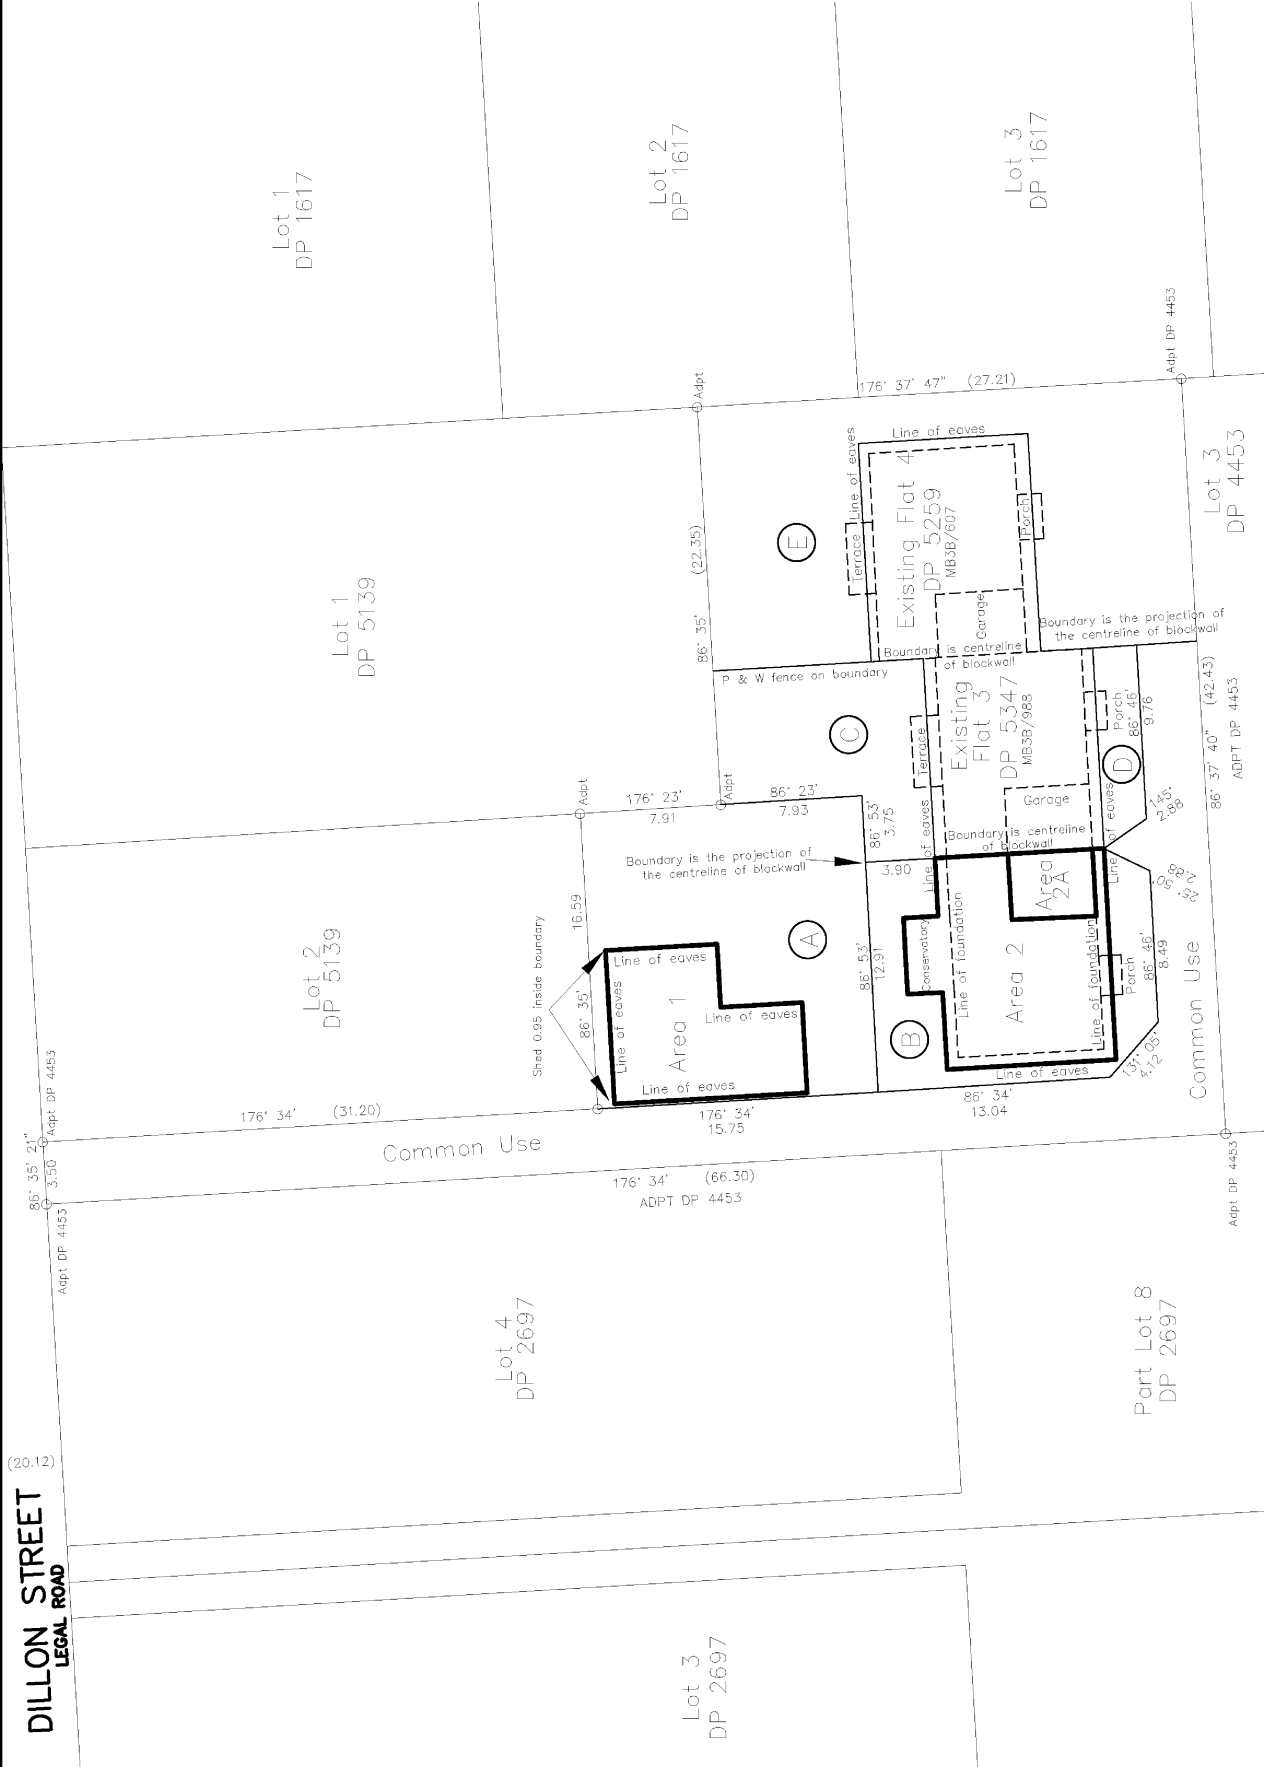 DILLON STREET
LEGAL ROAD
(20.12)
Lot 1
DP 1617
Lot 2
DP 1617
Lot 3
DP 1617
Adpt DP 4453
176° 37' 47" (27.21)
Adpt
Lot 1
DP 5139
86° 35' (22.35)
E
Line of eaves
Line of eaves
Terrace
Existing Flat 4
DP 5259
MB3B/607
Porch
Garage
Lot 3
DP 4453
Boundary is the projection of
the centreline of blockwall
Boundary is centreline
of blockwall
P & W fence on boundary
C
Terrace
Existing
Flat 3
DP 5347
MB3B/988
Porch
86° 46'
9.76
D
86° 37' 40" (42.43)
ADPT DP 4453
Adpt
Adpt
176° 23'
7.91
86° 23'
7.93
86° 53'
3.75
Line of eaves
Garage
Boundary is centreline
of blockwall
Line of eaves
145°
2.88
Boundary is the projection of
the centreline of blockwall
3.90
25° 50'
2.88
Lot 2
DP 5139
16.59
86° 35'
Shed 0.95 inside boundary
Line of eaves
Line of eaves
Area 1
Line of eaves
Line of eaves
A
86° 53'
12.91
Conservatory
Line of foundation
Area
2A
Area 2
Line of foundation
Porch
86° 46'
8.49
B
Line of eaves
131° 05'
4.12
Common Use
86° 34'
13.04
176° 34'
15.75
Adpt DP 4453
86° 35' 21"
3.50
Adpt DP 4453
176° 34' (31.20)
Common Use
176° 34' (66.30)
ADPT DP 4453
Adpt DP 4453
Lot 4
DP 2697
Part Lot 8
DP 2697
Lot 3
DP 2697